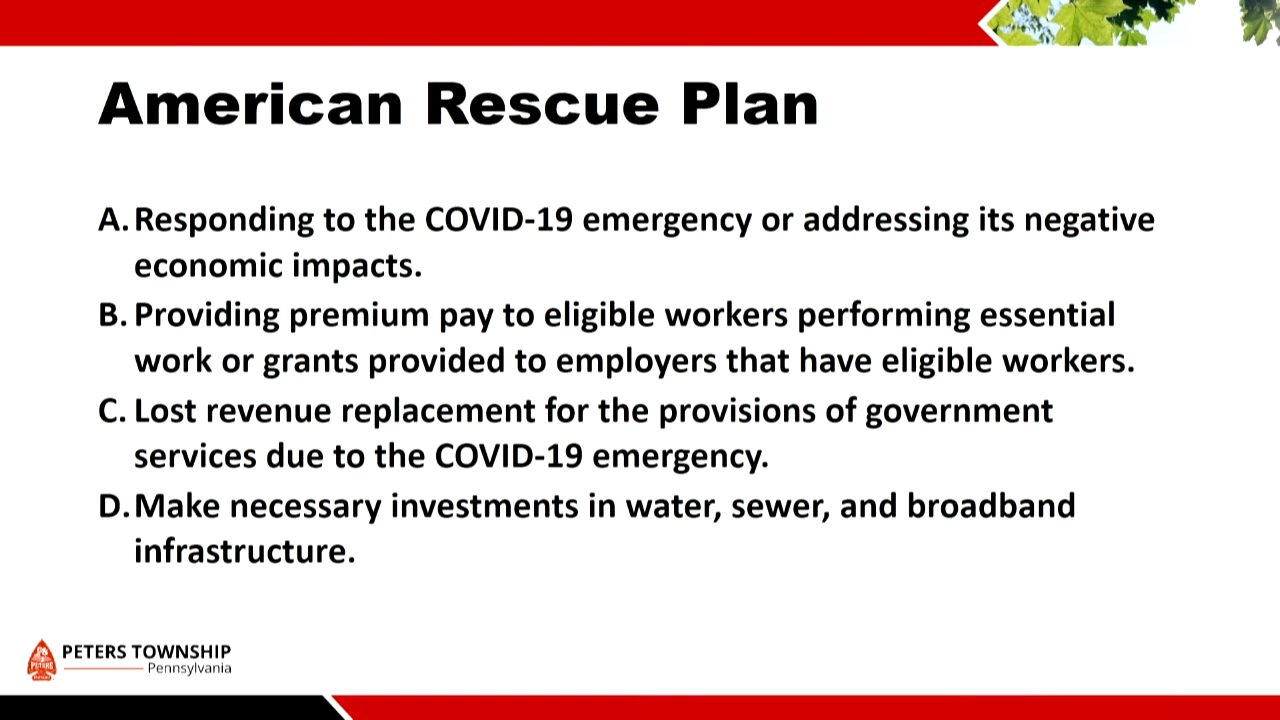 American Rescue Plan
A. Responding to the COVID-19 emergency or addressing its negative
economic impacts.
B. Providing premium pay to eligible workers performing essential
work or grants provided to employers that have eligible workers.
C. Lost revenue replacement for the provisions of government
services due to the COVID-19 emergency.
D. Make necessary investments in water, sewer, and broadband
infrastructure.
PETERS
PETERS TOWNSHIP
Pennsylvania